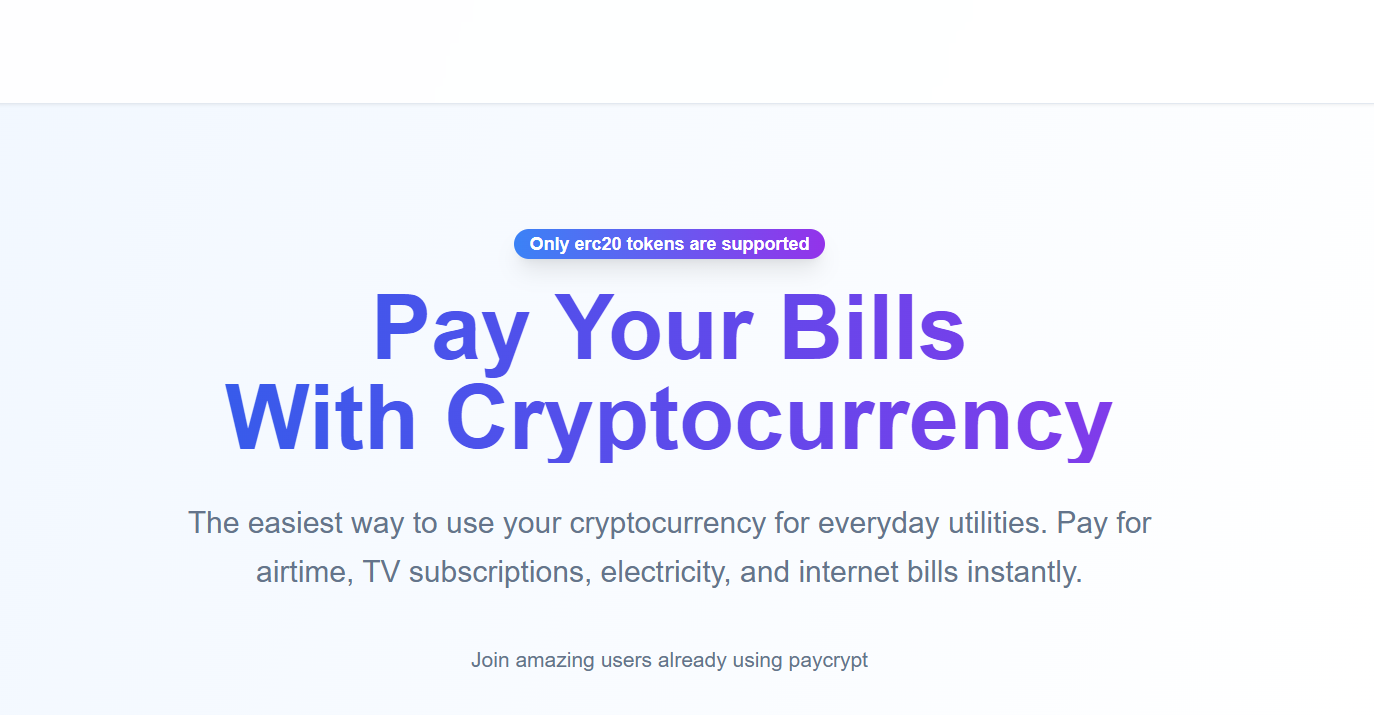 Only erc20 tokens are supported
Pay Your Bills
With Cryptocurrency
The easiest way to use your cryptocurrency for everyday utilities. Pay for
airtime, TV subscriptions, electricity, and internet bills instantly.
Join amazing users already using paycrypt